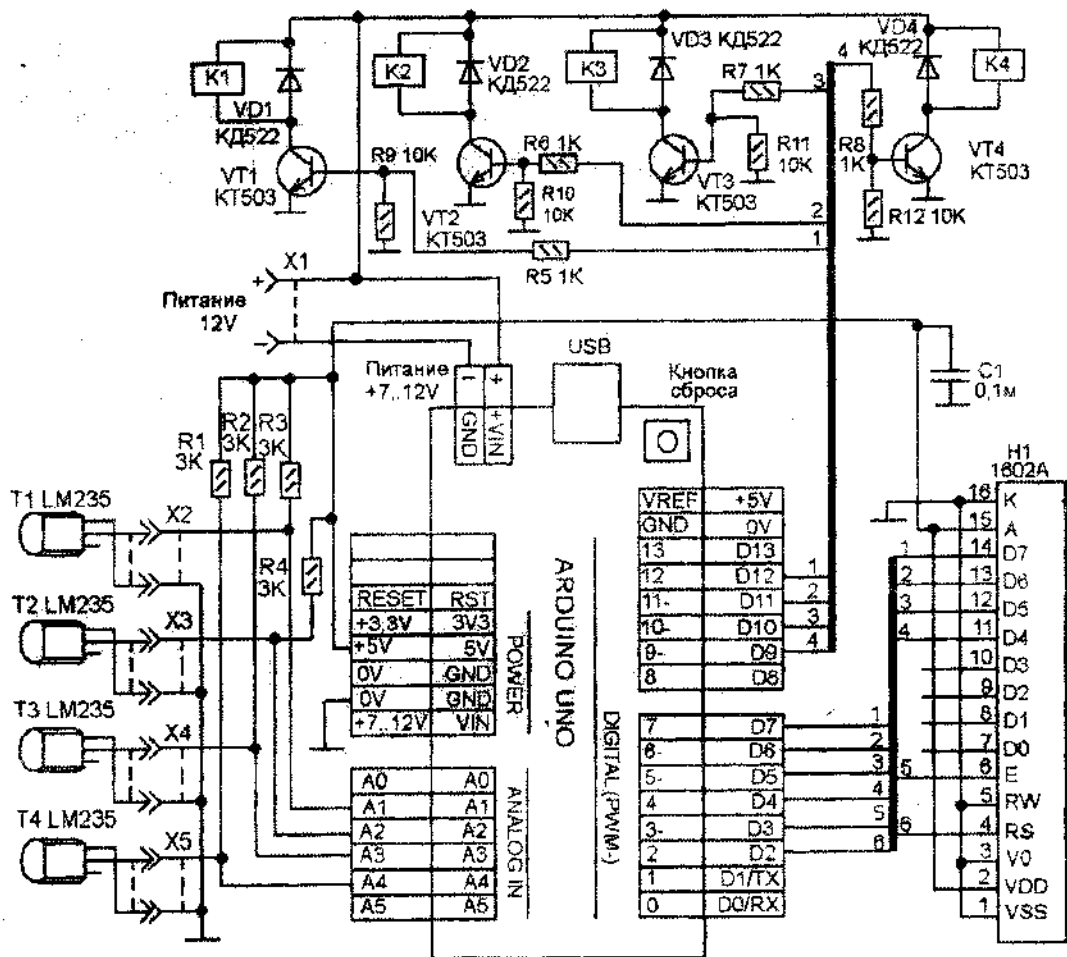 K1
VD1
КД522
VT1
КТ503
R9 10K
K2
VD2
КД522
R6 1K
R10
10K
VT2
КТ503
R5 1K
K3
VD3 КД522
R7 1K
R11
10K
VT3
КТ503
4
3
2
1
VD4
КД522
K4
R8
1K
VT4
КТ503
R12 10K
X1
+
–
Питание
12V
Питание
+7..12V
–
+
GND
+VIN
USB
Кнопка
сброса
C1
0,1м
R1
3K
R2
3K
R3
3K
R4
3K
T1 LM235
X2
T2 LM235
X3
T3 LM235
X4
T4 LM235
X5
RESET RST
+3,3V 3V3
+5V 5V
0V GND
0V GND
+7..12V VIN
POWER
A0 A0
A1 A1
A2 A2
A3 A3
A4 A4
A5 A5
ANALOG IN
ARDUINO UNO
DIGITAL (PWM-)
VREF +5V
GND 0V
13 D13
12 D12 1
11- D11 2
10- D10 3
9- D9 4
8 D8
7 D7 1
6- D6 2
5- D5 3
4 D4 4
3- D3 5
2 D2 6
1 D1/TX
0 D0/RX
H1
1602A
16 K
15 A
1 14 D7
2 13 D6
3 12 D5
4 11 D4
10 D3
9 D2
8 D1
7 D0
5 6 E
5 RW
6 4 RS
3 V0
2 VDD
1 VSS